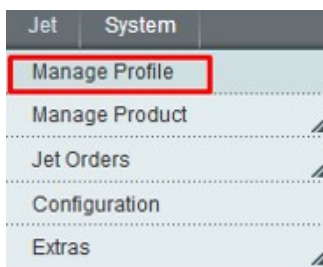 Jet System
Manage Profile
Manage Product
Jet Orders
Configuration
Extras